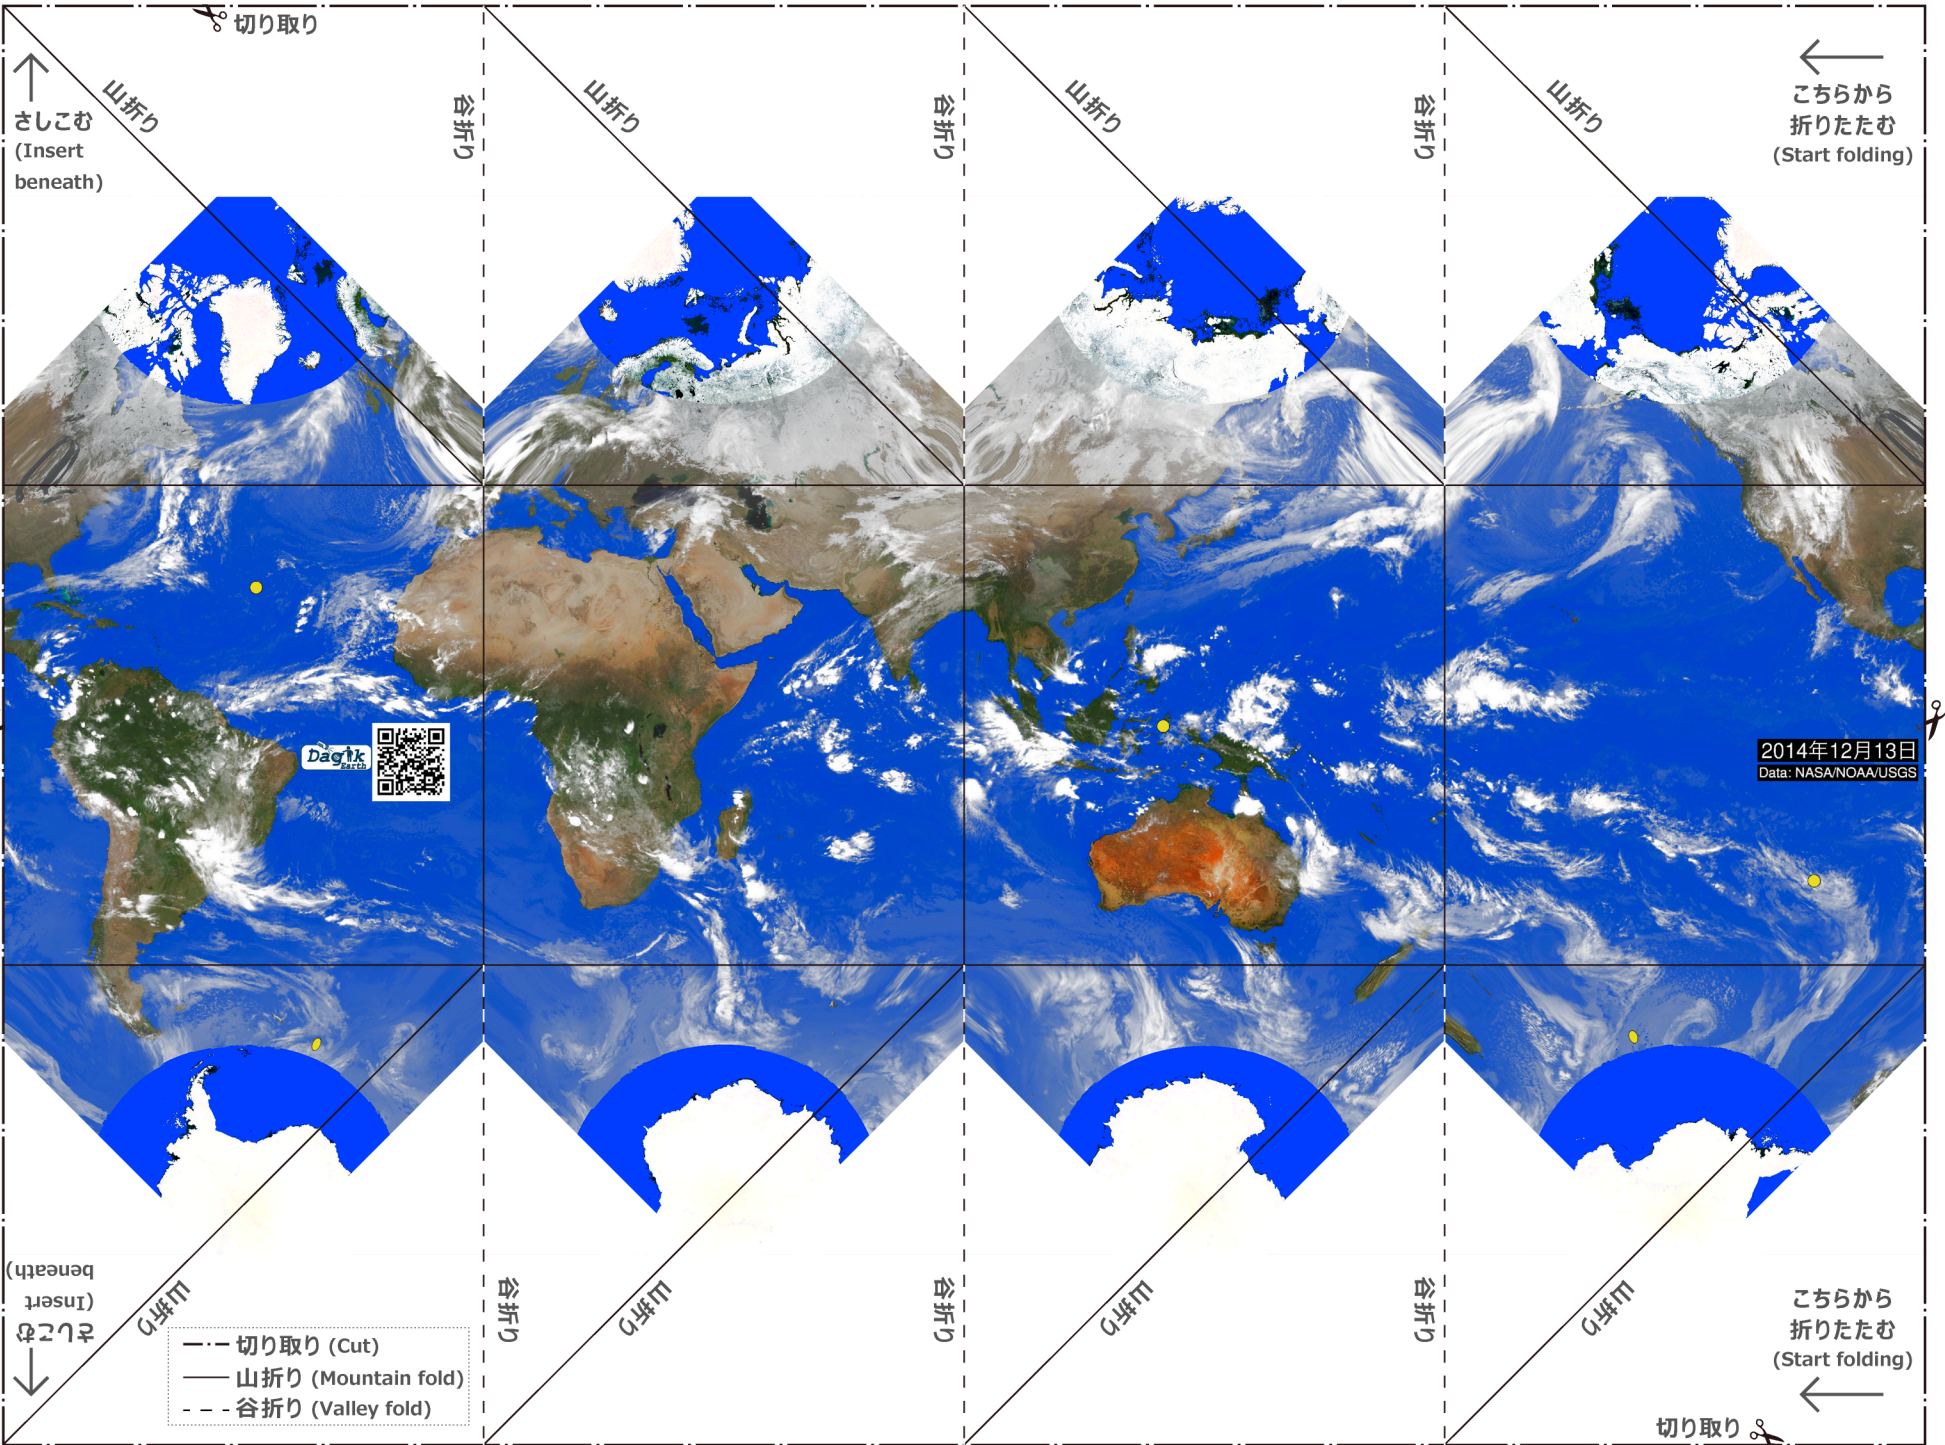 切り取り
さしこむ
(Insert
beneath)
山折り
谷折り
山折り
谷折り
山折り
谷折り
山折り
こちらから
折りたたむ
(Start folding)
Dagik
Earth
2014年12月13日
Data: NASA/NOAA/USGS
さしこむ
(Insert
beneath)
山折り
谷折り
山折り
谷折り
山折り
谷折り
山折り
こちらから
折りたたむ
(Start folding)
切り取り (Cut)
山折り (Mountain fold)
谷折り (Valley fold)
切り取り